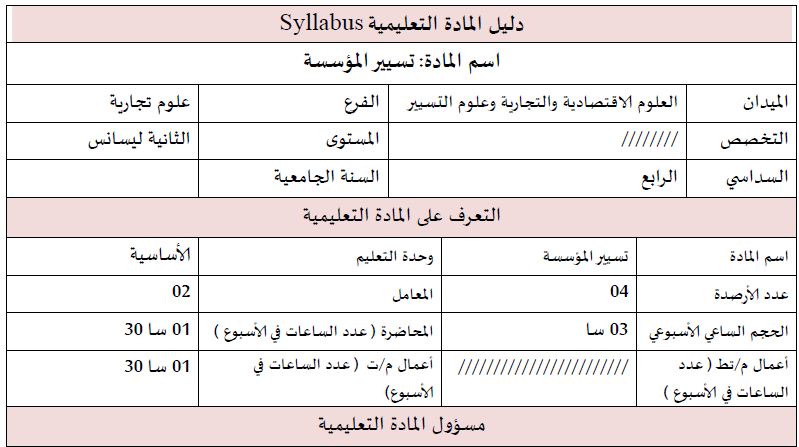 دليل المادة التعليمية Syllabus
اسم المادة: تسيير المؤسسة
الميدان العلوم الاقتصادية والتجارية وعلوم التسيير الفرع علوم تجارية
التخصص //////// المستوى الثانية ليسانس
السداسي الرابع السنة الجامعية
التعرف على المادة التعليمية
اسم المادة تسيير المؤسسة وحدة التعليم الأساسية
عدد الأرصدة 04 المعامل 02
الحجم الساعي الأسبوعي 03 سا المحاضرة ( عدد الساعات في الأسبوع ) 01 سا 30
أعمال م/تط ( عدد الساعات في الأسبوع ) //////////////////////// أعمال م/ت ( عدد الساعات في الأسبوع) 01 سا 30
مسؤول المادة التعليمية